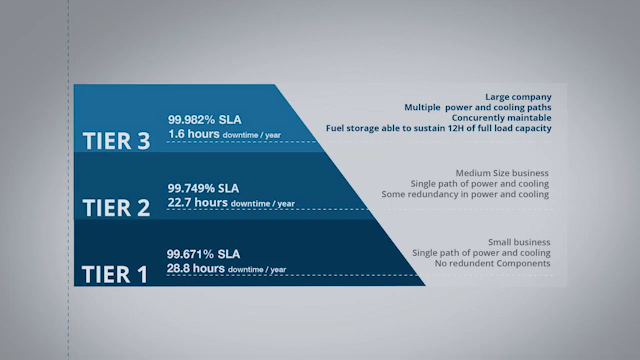 99.982% SLA
1.6 hours downtime / year
TIER 3
Large company
Multiple power and cooling paths
Concurently maintable
Fuel storage able to sustain 12H of full load capacity
99.749% SLA
22.7 hours downtime / year
TIER 2
Medium Size business
Single path of power and cooling
Some redundancy in power and cooling
99.671% SLA
28.8 hours downtime / year
TIER 1
Small business
Single path of power and cooling
No redundent Components